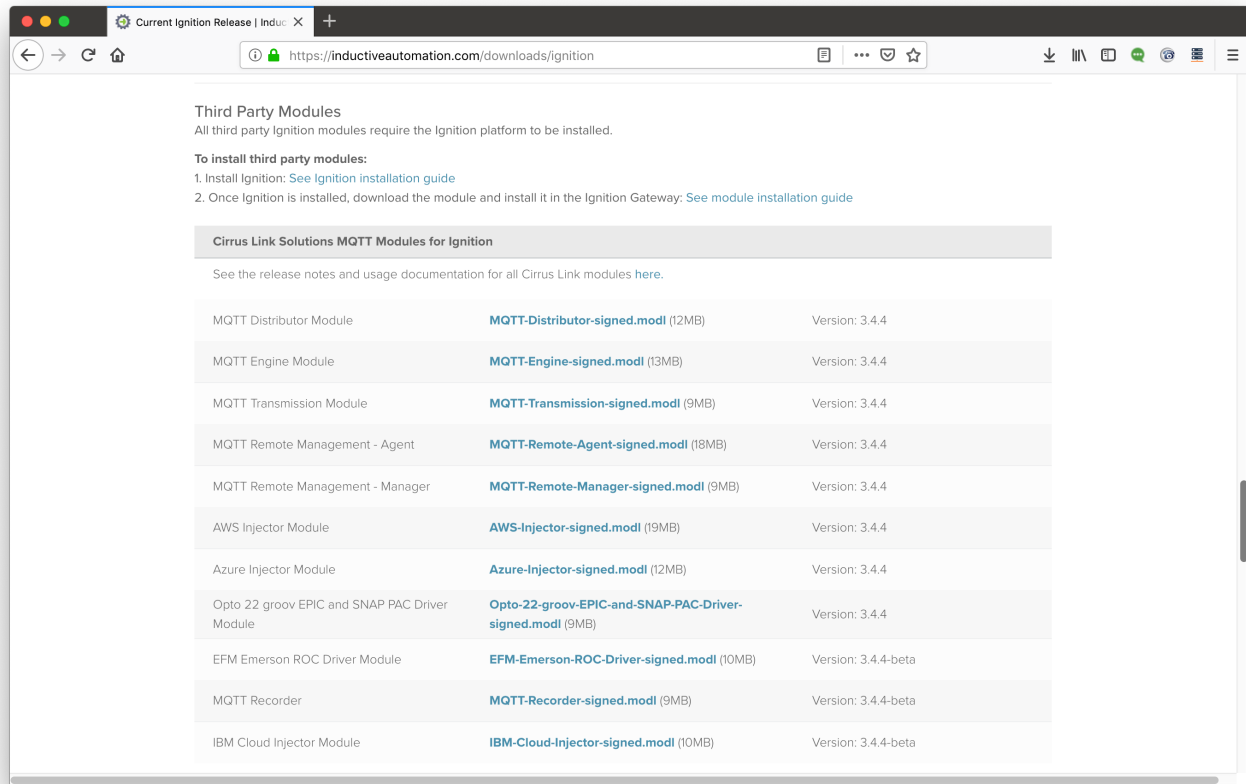 Current Ignition Release | Induc
https://inductiveautomation.com/downloads/ignition
Third Party Modules
All third party Ignition modules require the Ignition platform to be installed.
To install third party modules:
1. Install Ignition: See Ignition installation guide
2. Once Ignition is installed, download the module and install it in the Ignition Gateway: See module installation guide
Cirrus Link Solutions MQTT Modules for Ignition
See the release notes and usage documentation for all Cirrus Link modules here.
MQTT Distributor Module MQTT-Distributor-signed.modl (12MB) Version: 3.4.4
MQTT Engine Module MQTT-Engine-signed.modl (13MB) Version: 3.4.4
MQTT Transmission Module MQTT-Transmission-signed.modl (9MB) Version: 3.4.4
MQTT Remote Management - Agent MQTT-Remote-Agent-signed.modl (18MB) Version: 3.4.4
MQTT Remote Management - Manager MQTT-Remote-Manager-signed.modl (9MB) Version: 3.4.4
AWS Injector Module AWS-Injector-signed.modl (19MB) Version: 3.4.4
Azure Injector Module Azure-Injector-signed.modl (12MB) Version: 3.4.4
Opto 22 groov EPIC and SNAP PAC Driver Opto-22-groov-EPIC-and-SNAP-PAC-Driver- Version: 3.4.4
Module signed.modl (9MB)
EFM Emerson ROC Driver Module EFM-Emerson-ROC-Driver-signed.modl (10MB) Version: 3.4.4-beta
MQTT Recorder MQTT-Recorder-signed.modl (9MB) Version: 3.4.4-beta
IBM Cloud Injector Module IBM-Cloud-Injector-signed.modl (10MB) Version: 3.4.4-beta